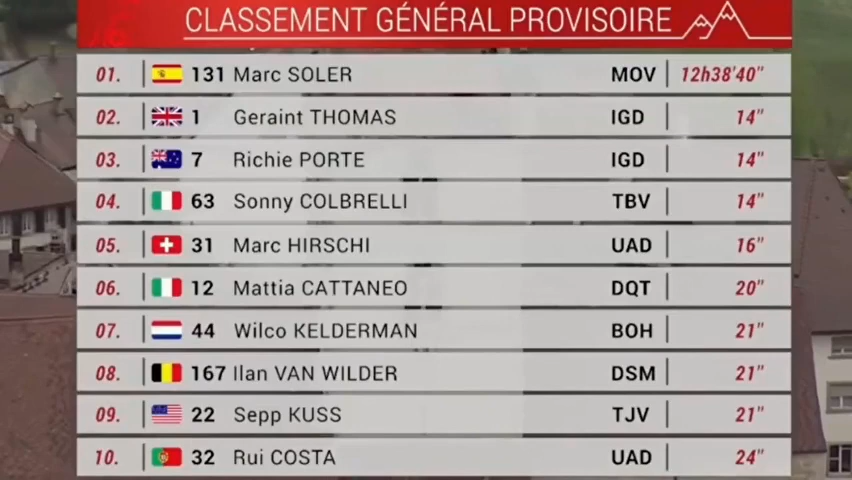 CLASSEMENT GÉNÉRAL PROVISOIRE
01. 131 Marc SOLER MOV 12h38'40"
02. 1 Geraint THOMAS IGD 14"
03. 7 Richie PORTE IGD 14"
04. 63 Sonny COLBRELLI TBV 14"
05. 31 Marc HIRSCHI UAD 16"
06. 12 Mattia CATTANEO DQT 20"
07. 44 Wilco KELDERMAN BOH 21"
08. 167 Ilan VAN WILDER DSM 21"
09. 22 Sepp KUSS TJV 21"
10. 32 Rui COSTA UAD 24"